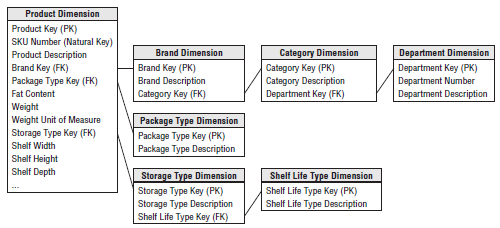 Product Dimension
Product Key (PK)
SKU Number (Natural Key)
Product Description
Brand Key (FK)
Package Type Key (FK)
Fat Content
Weight
Weight Unit of Measure
Storage Type Key (FK)
Shelf Width
Shelf Height
Shelf Depth
...
Brand Dimension
Brand Key (PK)
Brand Description
Category Key (FK)
Category Dimension
Category Key (PK)
Category Description
Department Key (FK)
Department Dimension
Department Key (PK)
Department Number
Department Description
Package Type Dimension
Package Type Key (PK)
Package Type Description
Storage Type Dimension
Storage Type Key (PK)
Storage Type Description
Shelf Life Type Key (FK)
Shelf Life Type Dimension
Shelf Life Type Key (PK)
Shelf Life Type Description